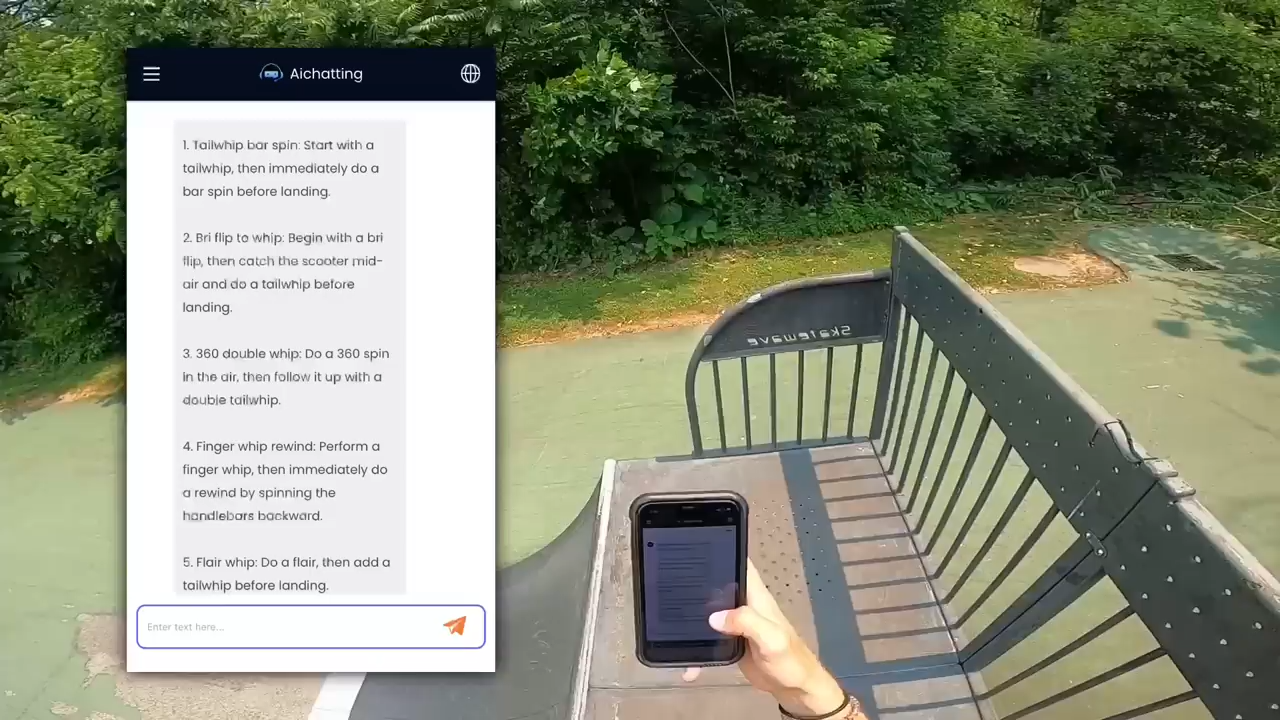 Aichatting
1. Tailwhip bar spin: Start with a
tailwhip, then immediately do a
bar spin before landing.
2. Bri flip to whip: Begin with a bri
flip, then catch the scooter mid-
air and do a tailwhip before
landing.
3. 360 double whip: Do a 360 spin
in the air, then follow it up with a
double tailwhip.
4. Finger whip rewind: Perform a
finger whip, then immediately do
a rewind by spinning the
handlebars backward.
5. Flair whip: Do a flair, then add a
tailwhip before landing.
Enter text here...
skatewave